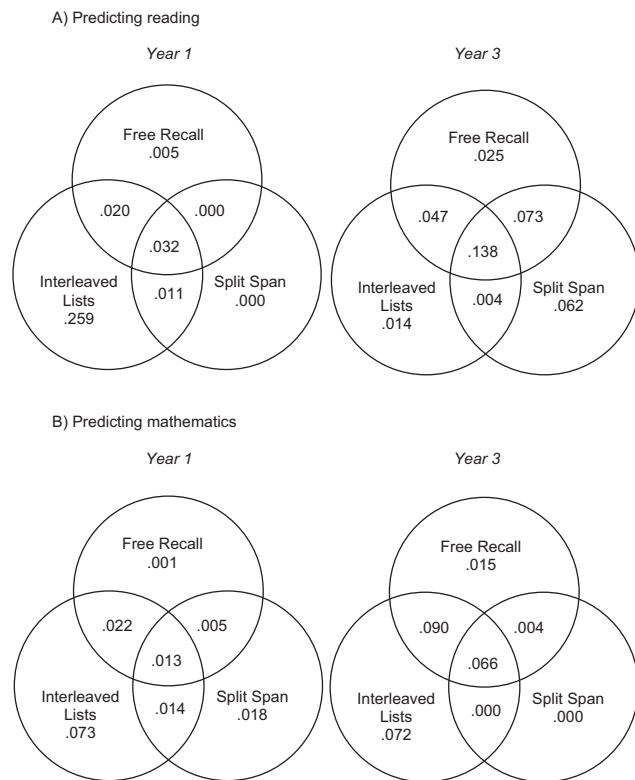 A) Predicting reading
Year 1
Year 3
Free Recall
.005
.020
.000
.032
Interleaved
Lists
.259
.011
Split Span
.000
Free Recall
.025
.047
.073
.138
Interleaved
Lists
.014
.004
Split Span
.062
B) Predicting mathematics
Year 1
Year 3
Free Recall
.001
.022
.005
.013
Interleaved
Lists
.073
.014
Split Span
.018
Free Recall
.015
.090
.004
.066
Interleaved
Lists
.072
.000
Split Span
.000